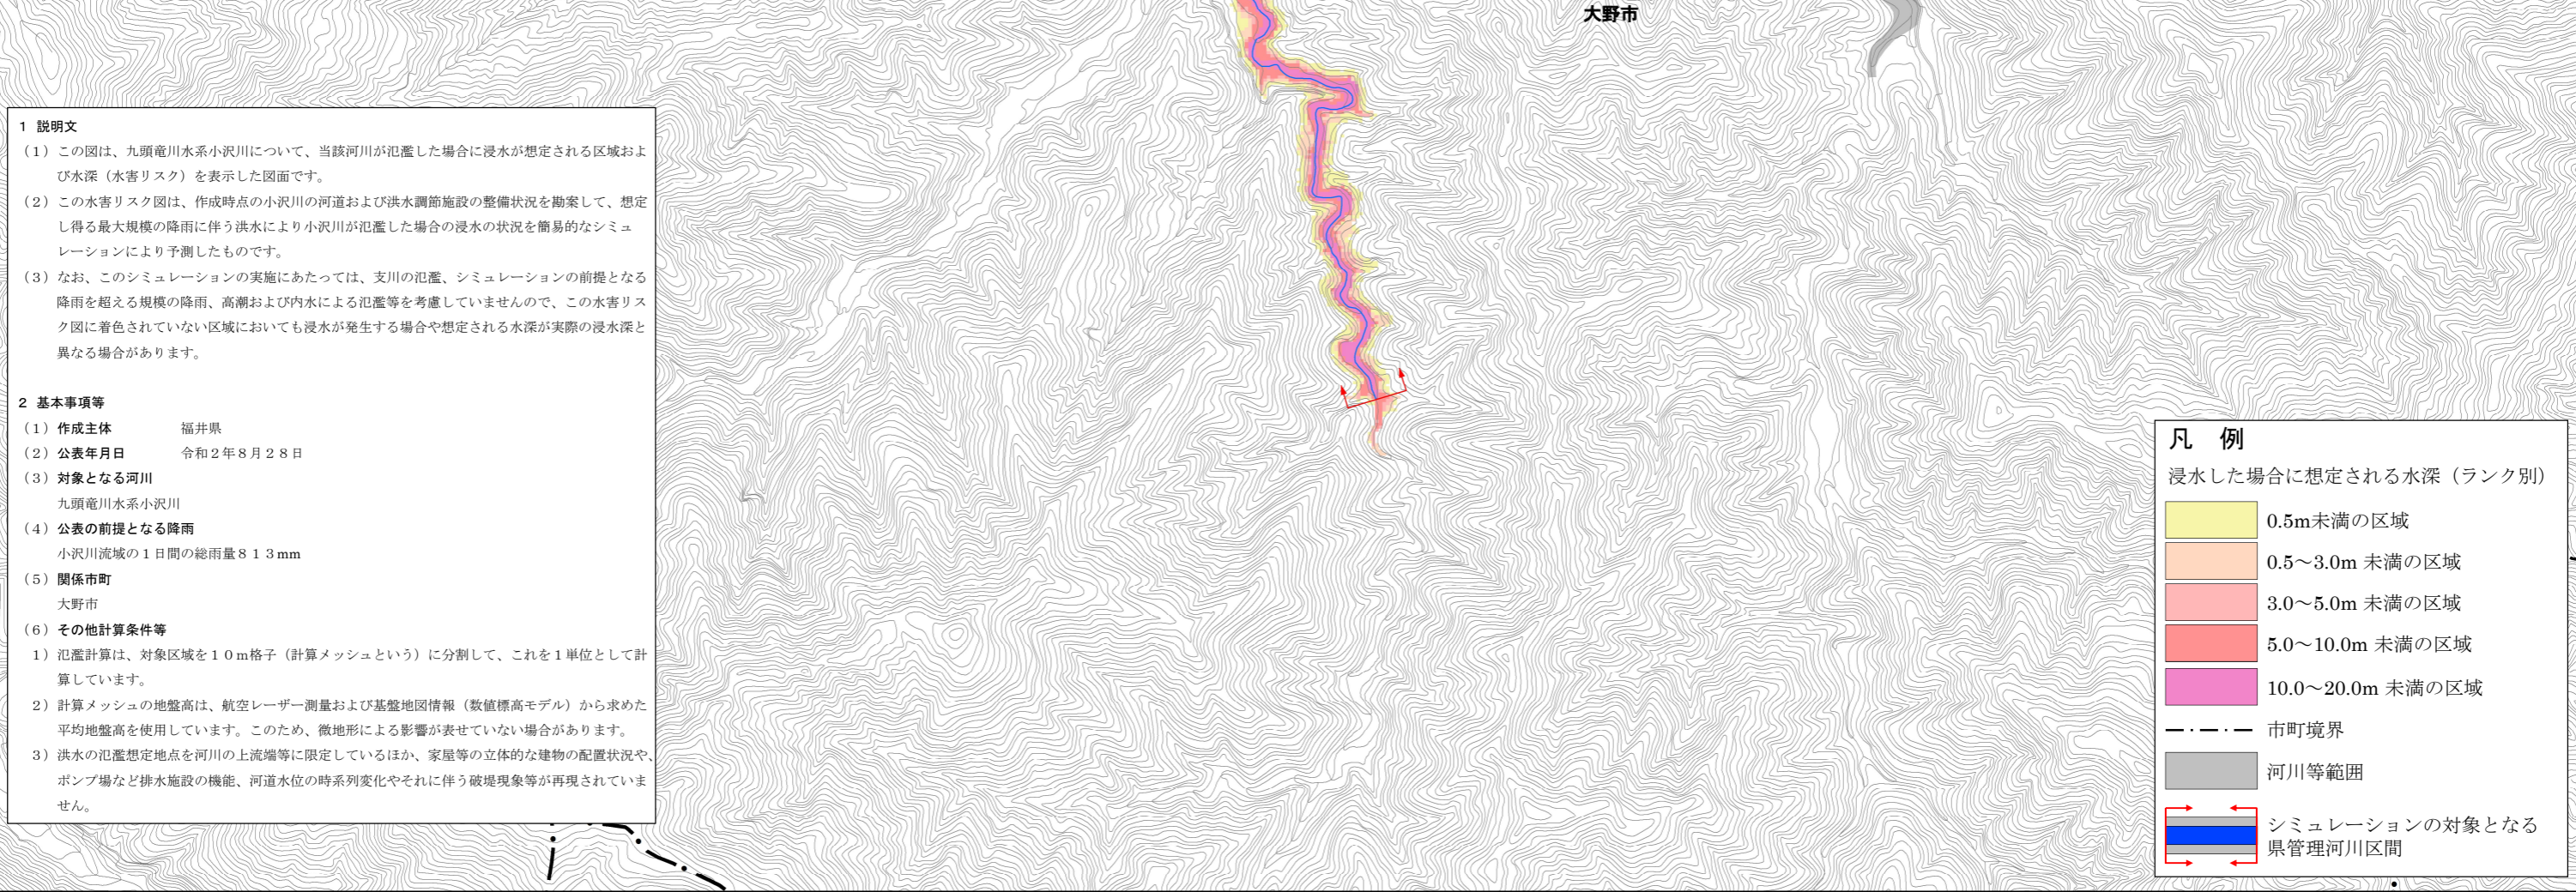 大野市
1 説明文
(1)この図は、九頭竜川水系小沢川について、当該河川が氾濫した場合に浸水が想定される区域およ
び水深(水害リスク)を表示した図面です。
(2)この水害リスク図は、作成時点の小沢川の河道および洪水調節施設の整備状況を勘案して、想定
し得る最大規模の降雨に伴う洪水により小沢川が氾濫した場合の浸水の状況を簡易的なシミュ
レーションにより予測したものです。
(3)なお、このシミュレーションの実施にあたっては、支川の氾濫、シミュレーションの前提となる
降雨を超える規模の降雨、高潮および内水による氾濫等を考慮していませんので、この水害リス
ク図に着色されていない区域においても浸水が発生する場合や想定される水深が実際の浸水深と
異なる場合があります。
2 基本事項等
(1)作成主体 福井県
(2)公表年月日 令和2年8月28日
(3)対象となる河川
九頭竜川水系小沢川
(4)公表の前提となる降雨
小沢川流域の1日間の総雨量813mm
(5)関係市町
大野市
(6)その他計算条件等
1)氾濫計算は、対象区域を10m格子(計算メッシュという)に分割して、これを1単位として計
算しています。
2)計算メッシュの地盤高は、航空レーザー測量および基盤地図情報(数値標高モデル)から求めた
平均地盤高を使用しています。このため、微地形による影響が表せていない場合があります。
3)洪水の氾濫想定地点を河川の上流端等に限定しているほか、家屋等の立体的な建物の配置状況や、
ポンプ場など排水施設の機能、河道水位の時系列変化やそれに伴う破堤現象等が再現されていま
せん。
凡 例
浸水した場合に想定される水深(ランク別)
0.5m未満の区域
0.5〜3.0m 未満の区域
3.0〜5.0m 未満の区域
5.0〜10.0m 未満の区域
10.0〜20.0m 未満の区域
市町境界
河川等範囲
シミュレーションの対象となる
県管理河川区間